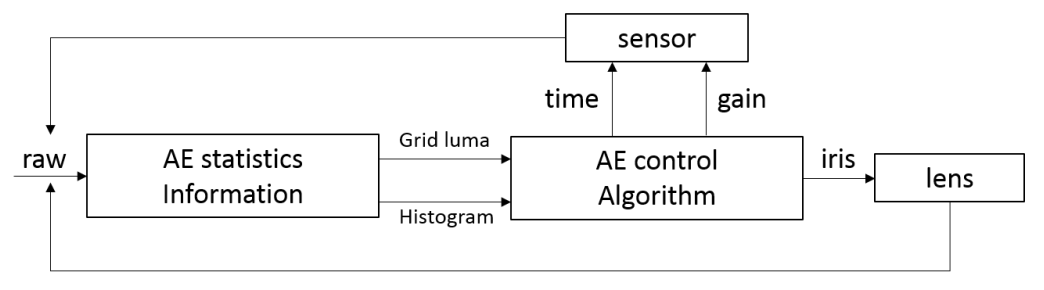 sensor
time
gain
raw
AE statistics
Information
Grid luma
Histogram
AE control
Algorithm
iris
lens